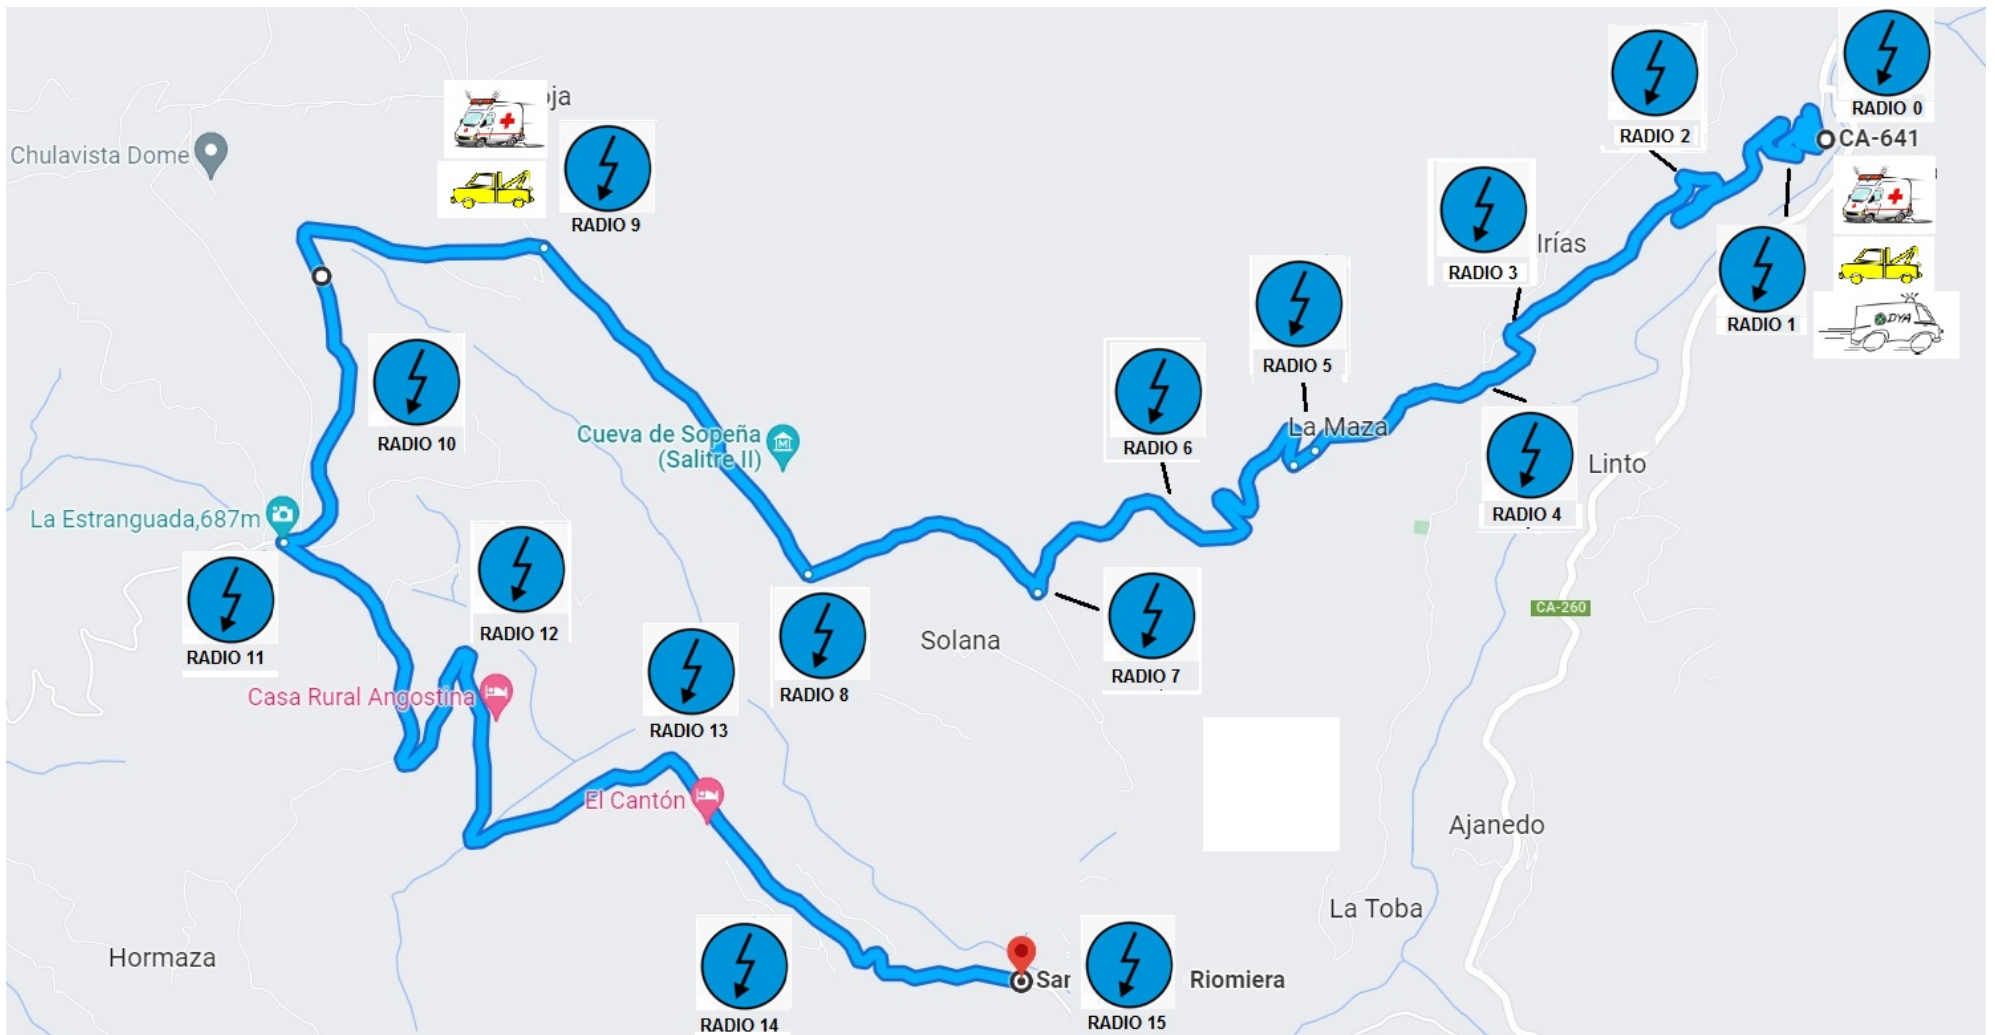 RADIO 0
CA-641
RADIO 2
oja
Chulavista Dome
RADIO 9
Irías
RADIO 3
DYA
RADIO 1
RADIO 5
La Maza
RADIO 10
Cueva de Sopeña
(Salitre II)
RADIO 6
Linto
La Estranguada,687m
RADIO 4
CA-260
RADIO 12
Solana
RADIO 11
RADIO 7
RADIO 8
Casa Rural Angostina
RADIO 13
El Cantón
Ajanedo
La Toba
Hormaza
San
Riomiera
RADIO 14
RADIO 15